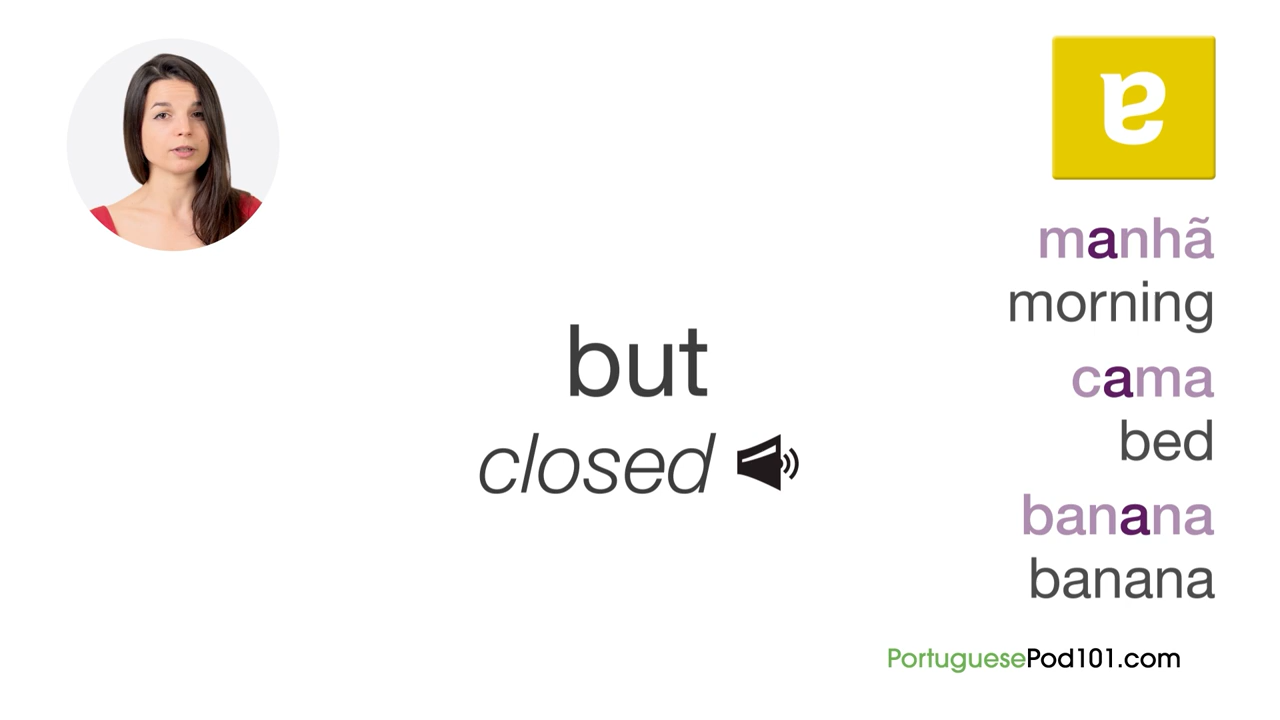 ɐ
manhã
morning
cama
bed
banana
banana
but
closed
PortuguesePod101.com